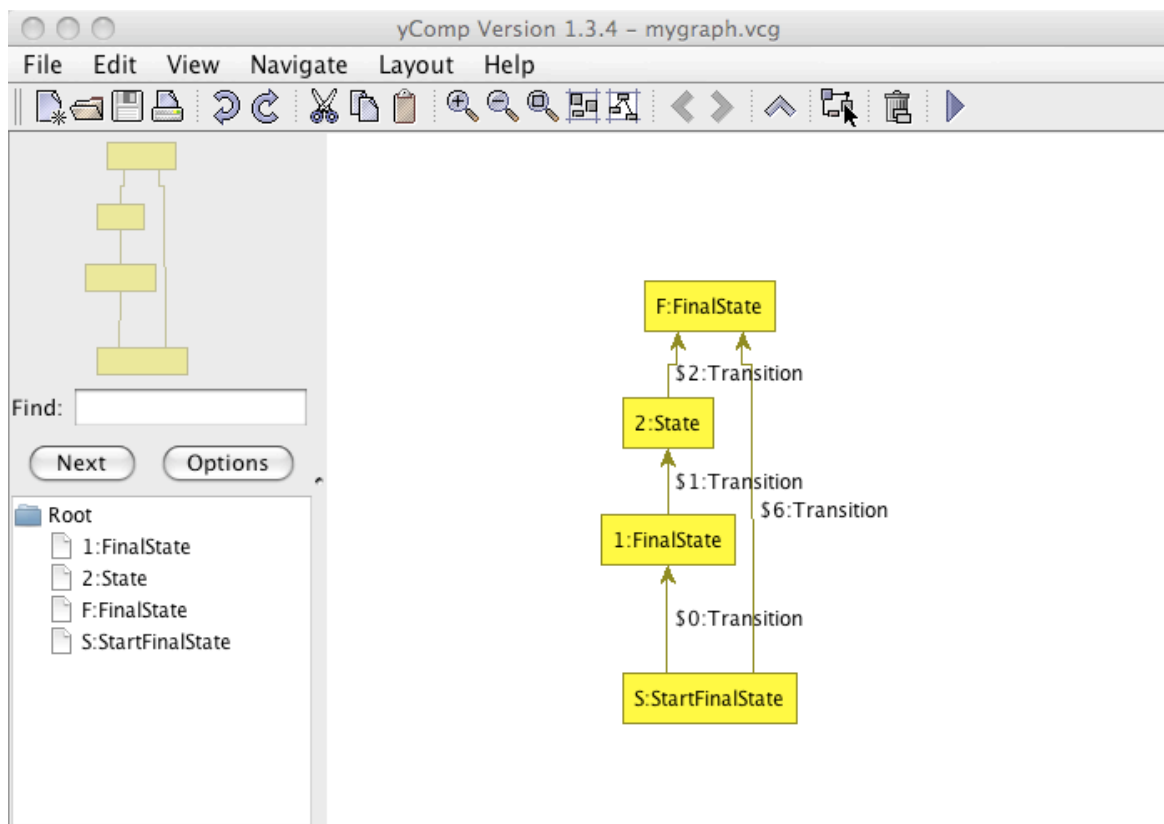 yComp Version 1.3.4 – mygraph.vcg
File Edit View Navigate Layout Help
Find:
Next Options
Root
1:FinalState
2:State
F:FinalState
S:StartFinalState
F:FinalState
$2:Transition
2:State
$1:Transition
$6:Transition
1:FinalState
$0:Transition
S:StartFinalState